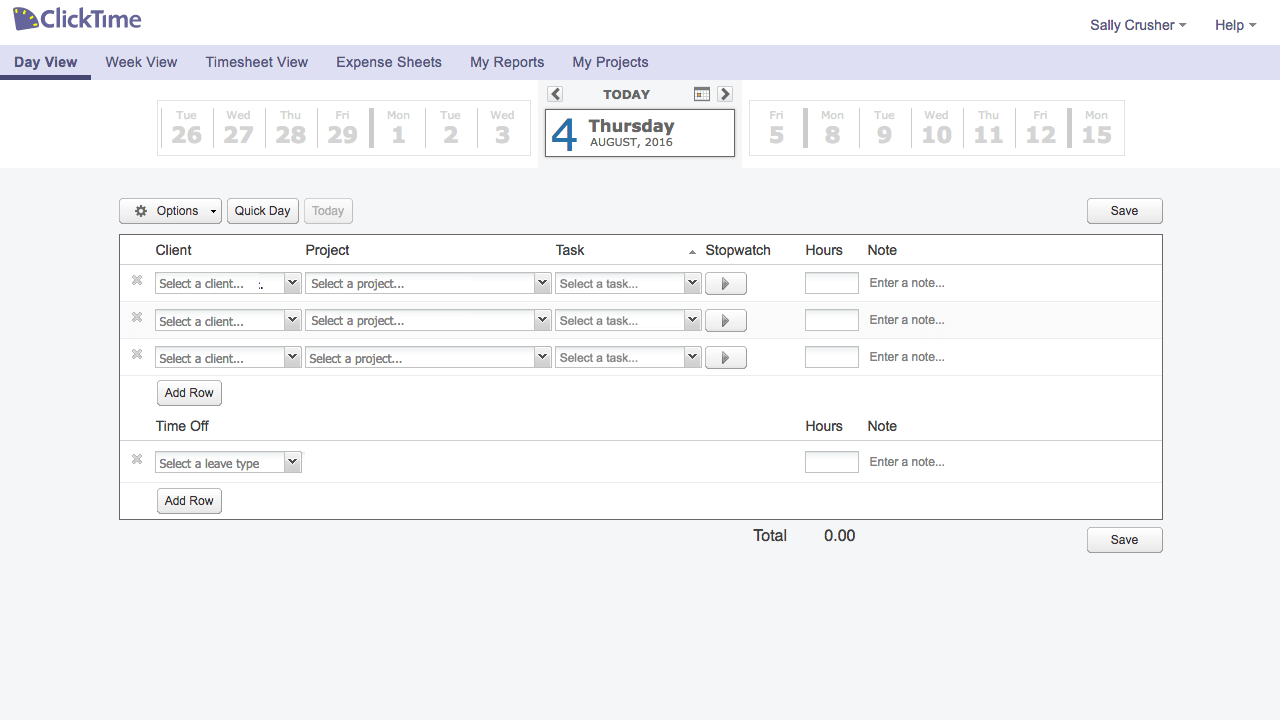 ClickTime
Sally Crusher Help
Day View Week View Timesheet View Expense Sheets My Reports My Projects
TODAY
Tue Wed Thu Fri Mon Tue Wed Thursday Fri Mon Tue Wed Thu Fri Mon
26 27 28 29 1 2 3 4 AUGUST, 2016 5 8 9 10 11 12 15
Options Quick Day Today Save
Client Project Task Stopwatch Hours Note
Select a client... Select a project... Select a task... Enter a note...
Select a client... Select a project... Select a task... Enter a note...
Select a client... Select a project... Select a task... Enter a note...
Add Row
Time Off Hours Note
Select a leave type Enter a note...
Add Row
Total 0.00 Save